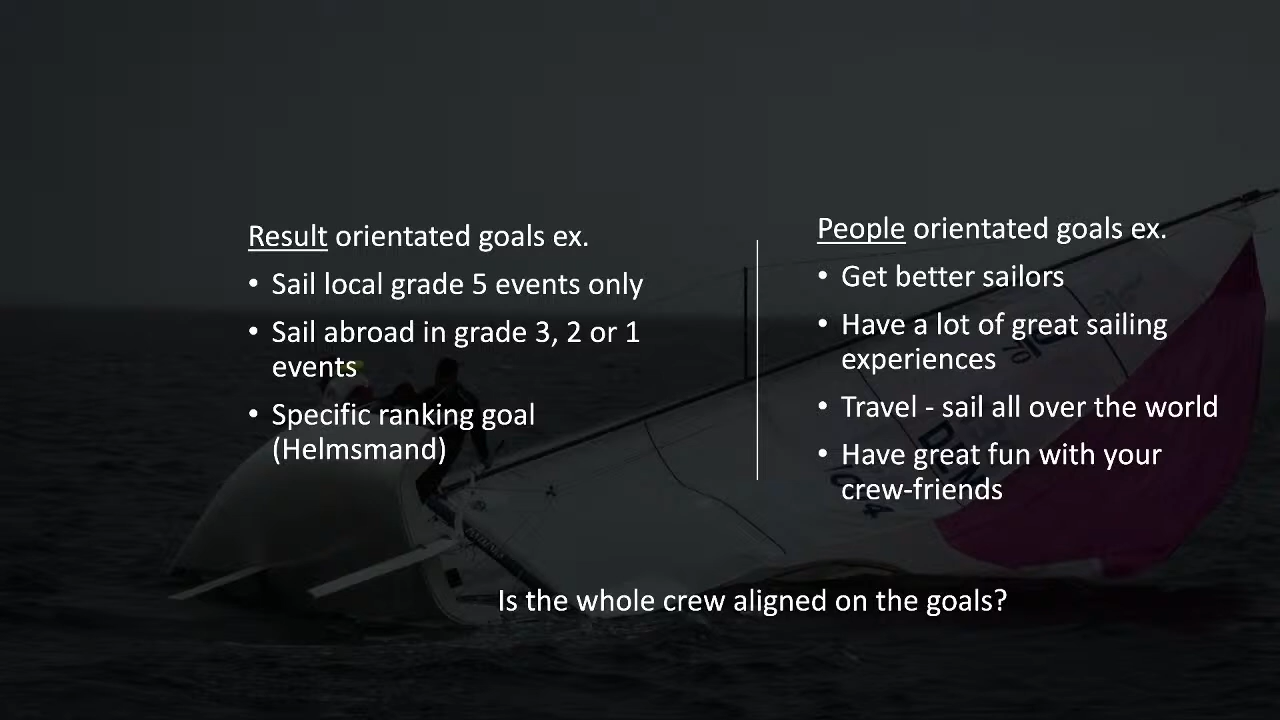 Result orientated goals ex.
• Sail local grade 5 events only
• Sail abroad in grade 3, 2 or 1
events
• Specific ranking goal
(Helmsmand)
People orientated goals ex.
• Get better sailors
• Have a lot of great sailing
experiences
• Travel - sail all over the world
• Have great fun with your
crew-friends
Is the whole crew aligned on the goals?